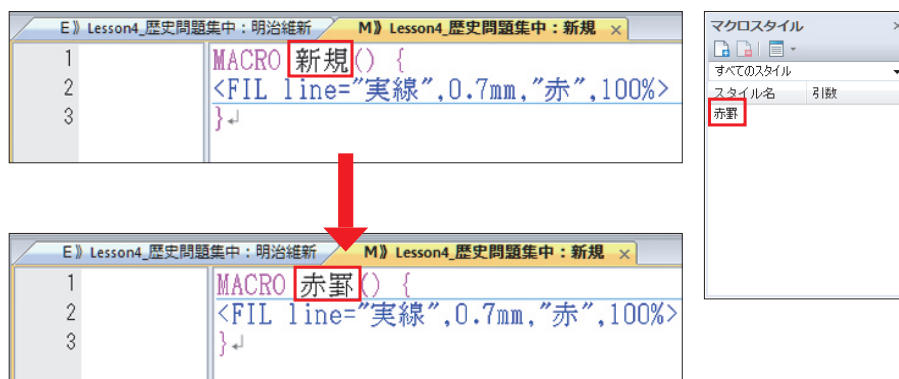 E》Lesson4_歴史問題集中：明治維新 M》Lesson4_歴史問題集中：新規 ×
1 MACRO 新規() {
2 <FIL line="実線",0.7mm,"赤",100%>
3 }↲
E》Lesson4_歴史問題集中：明治維新 M》Lesson4_歴史問題集中：新規 ×
1 MACRO 赤罫() {
2 <FIL line="実線",0.7mm,"赤",100%>
3 }↲
マクロスタイル ×
すべてのスタイル
スタイル名 引数
赤罫